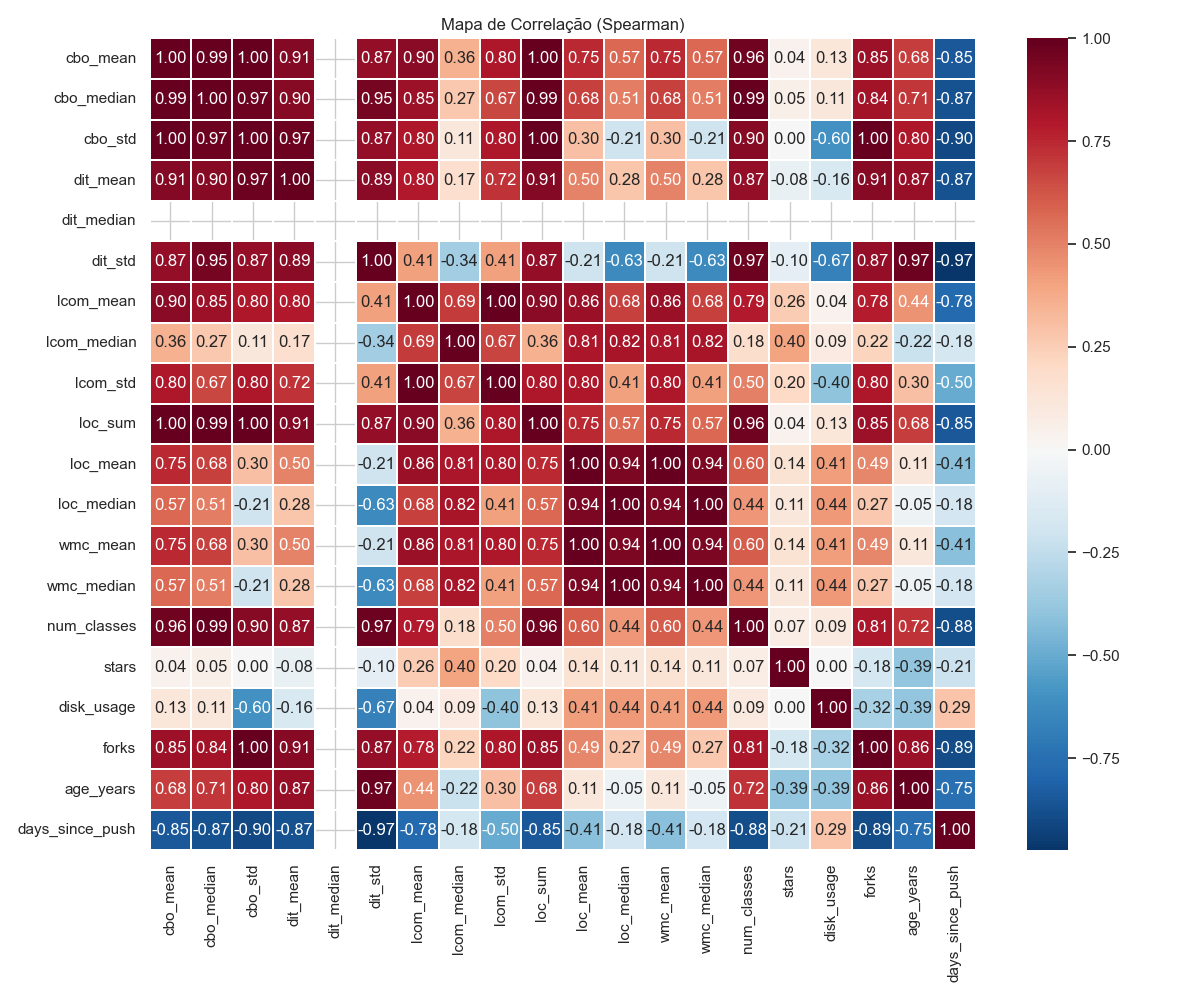 Mapa de Correlação (Spearman)
cbo_mean 1.00 0.99 1.00 0.91 0.87 0.90 0.36 0.80 1.00 0.75 0.57 0.75 0.57 0.96 0.04 0.13 0.85 0.68 -0.85
cbo_median 0.99 1.00 0.97 0.90 0.95 0.85 0.27 0.67 0.99 0.68 0.51 0.68 0.51 0.99 0.05 0.11 0.84 0.71 -0.87
cbo_std 1.00 0.97 1.00 0.97 0.87 0.80 0.11 0.80 1.00 0.30 -0.21 0.30 -0.21 0.90 0.00 -0.60 1.00 0.80 -0.90
dit_mean 0.91 0.90 0.97 1.00 0.89 0.80 0.17 0.72 0.91 0.50 0.28 0.50 0.28 0.87 -0.08 -0.16 0.91 0.87 -0.87
dit_median
dit_std 0.87 0.95 0.87 0.89 1.00 0.41 -0.34 0.41 0.87 -0.21 -0.63 -0.21 -0.63 0.97 -0.10 -0.67 0.87 0.97 -0.97
lcom_mean 0.90 0.85 0.80 0.80 0.41 1.00 0.69 1.00 0.90 0.86 0.68 0.86 0.68 0.79 0.26 0.04 0.78 0.44 -0.78
lcom_median 0.36 0.27 0.11 0.17 -0.34 0.69 1.00 0.67 0.36 0.81 0.82 0.81 0.82 0.18 0.40 0.09 0.22 -0.22 -0.18
lcom_std 0.80 0.67 0.80 0.72 0.41 1.00 0.67 1.00 0.80 0.80 0.41 0.80 0.41 0.50 0.20 -0.40 0.80 0.30 -0.50
loc_sum 1.00 0.99 1.00 0.91 0.87 0.90 0.36 0.80 1.00 0.75 0.57 0.75 0.57 0.96 0.04 0.13 0.85 0.68 -0.85
loc_mean 0.75 0.68 0.30 0.50 -0.21 0.86 0.81 0.80 0.75 1.00 0.94 1.00 0.94 0.60 0.14 0.41 0.49 0.11 -0.41
loc_median 0.57 0.51 -0.21 0.28 -0.63 0.68 0.82 0.41 0.57 0.94 1.00 0.94 1.00 0.44 0.11 0.44 0.27 -0.05 -0.18
wmc_mean 0.75 0.68 0.30 0.50 -0.21 0.86 0.81 0.80 0.75 1.00 0.94 1.00 0.94 0.60 0.14 0.41 0.49 0.11 -0.41
wmc_median 0.57 0.51 -0.21 0.28 -0.63 0.68 0.82 0.41 0.57 0.94 1.00 0.94 1.00 0.44 0.11 0.44 0.27 -0.05 -0.18
num_classes 0.96 0.99 0.90 0.87 0.97 0.79 0.18 0.50 0.96 0.60 0.44 0.60 0.44 1.00 0.07 0.09 0.81 0.72 -0.88
stars 0.04 0.05 0.00 -0.08 -0.10 0.26 0.40 0.20 0.04 0.14 0.11 0.14 0.11 0.07 1.00 0.00 -0.18 -0.39 -0.21
disk_usage 0.13 0.11 -0.60 -0.16 -0.67 0.04 0.09 -0.40 0.13 0.41 0.44 0.41 0.44 0.09 0.00 1.00 -0.32 -0.39 0.29
forks 0.85 0.84 1.00 0.91 0.87 0.78 0.22 0.80 0.85 0.49 0.27 0.49 0.27 0.81 -0.18 -0.32 1.00 0.86 -0.89
age_years 0.68 0.71 0.80 0.87 0.97 0.44 -0.22 0.30 0.68 0.11 -0.05 0.11 -0.05 0.72 -0.39 -0.39 0.86 1.00 -0.75
days_since_push -0.85 -0.87 -0.90 -0.87 -0.97 -0.78 -0.18 -0.50 -0.85 -0.41 -0.18 -0.41 -0.18 -0.88 -0.21 0.29 -0.89 -0.75 1.00
cbo_mean cbo_median cbo_std dit_mean dit_median dit_std lcom_mean lcom_median lcom_std loc_sum loc_mean loc_median wmc_mean wmc_median num_classes stars disk_usage forks age_years days_since_push
1.00
0.75
0.50
0.25
0.00
−0.25
−0.50
−0.75